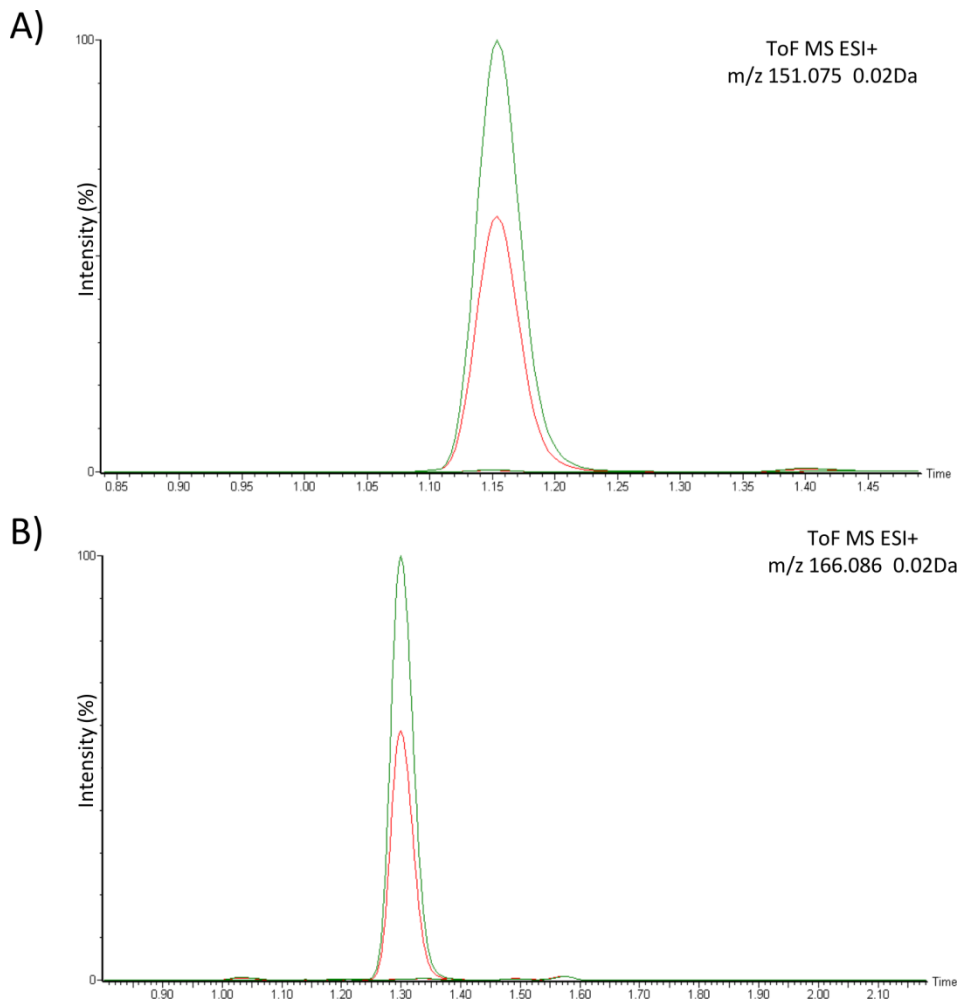 A)
ToF MS ESI+
m/z 151.075 0.02Da
100
Intensity (%)
0
0.85 0.90 0.95 1.00 1.05 1.10 1.15 1.20 1.25 1.30 1.35 1.40 1.45 Time
B)
ToF MS ESI+
m/z 166.086 0.02Da
100
Intensity (%)
0
0.90 1.00 1.10 1.20 1.30 1.40 1.50 1.60 1.70 1.80 1.90 2.00 2.10 Time